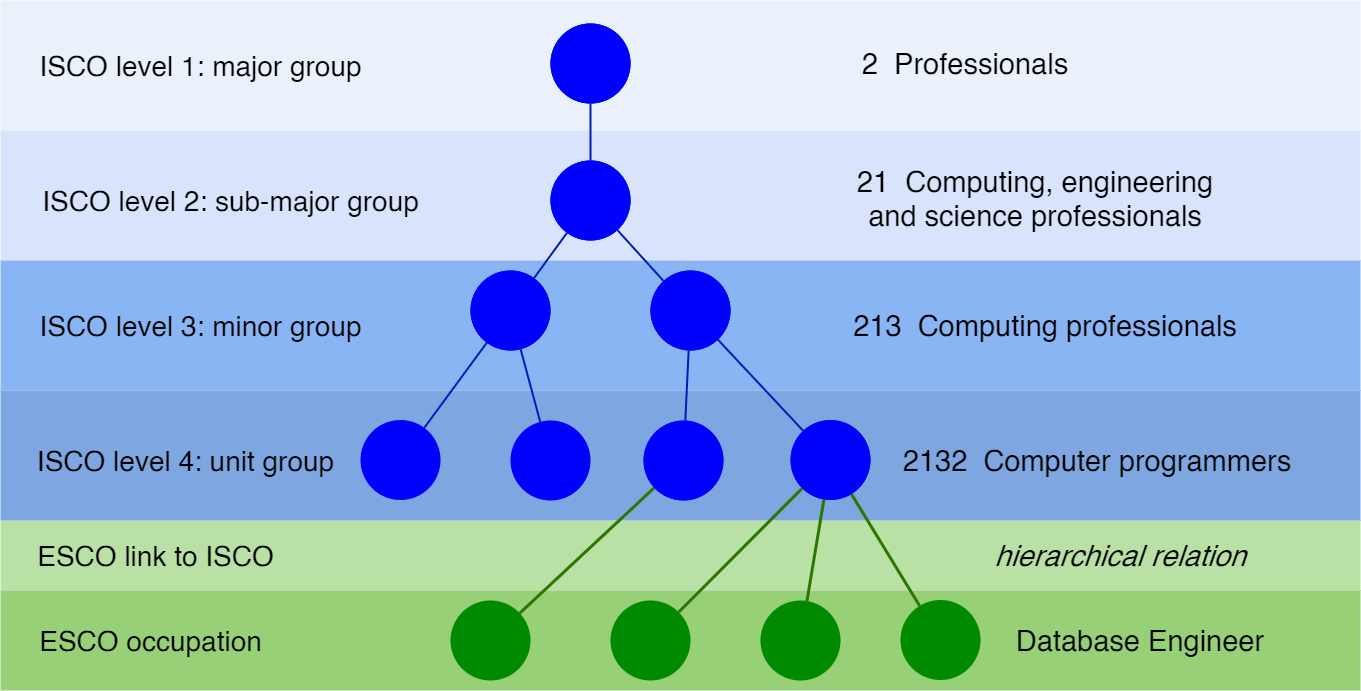 ISCO level 1: major group
2 Professionals
ISCO level 2: sub-major group
21 Computing, engineering
and science professionals
ISCO level 3: minor group
213 Computing professionals
ISCO level 4: unit group
2132 Computer programmers
ESCO link to ISCO
hierarchical relation
ESCO occupation
Database Engineer